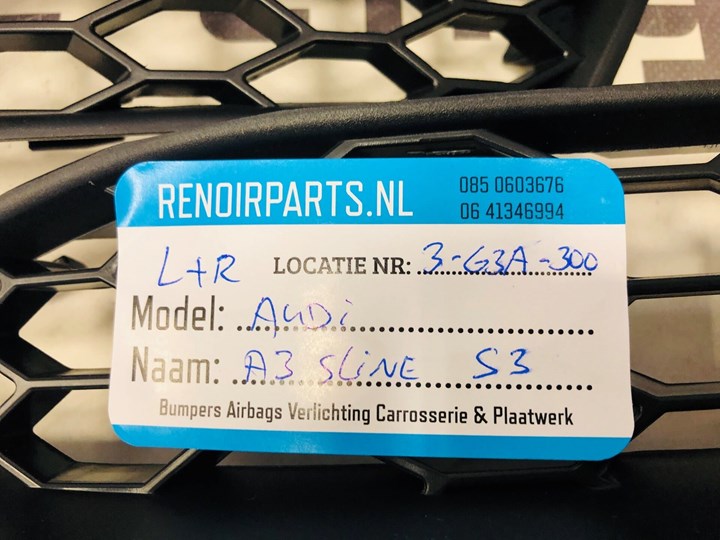 RENOIRPARTS.NL
085 0603676
06 41346994
L+R LOCATIE NR: 3-G3A-300
Model: AUDi
Naam: A3 SLiNE S3
Bumpers Airbags Verlichting Carrosserie & Plaatwerk